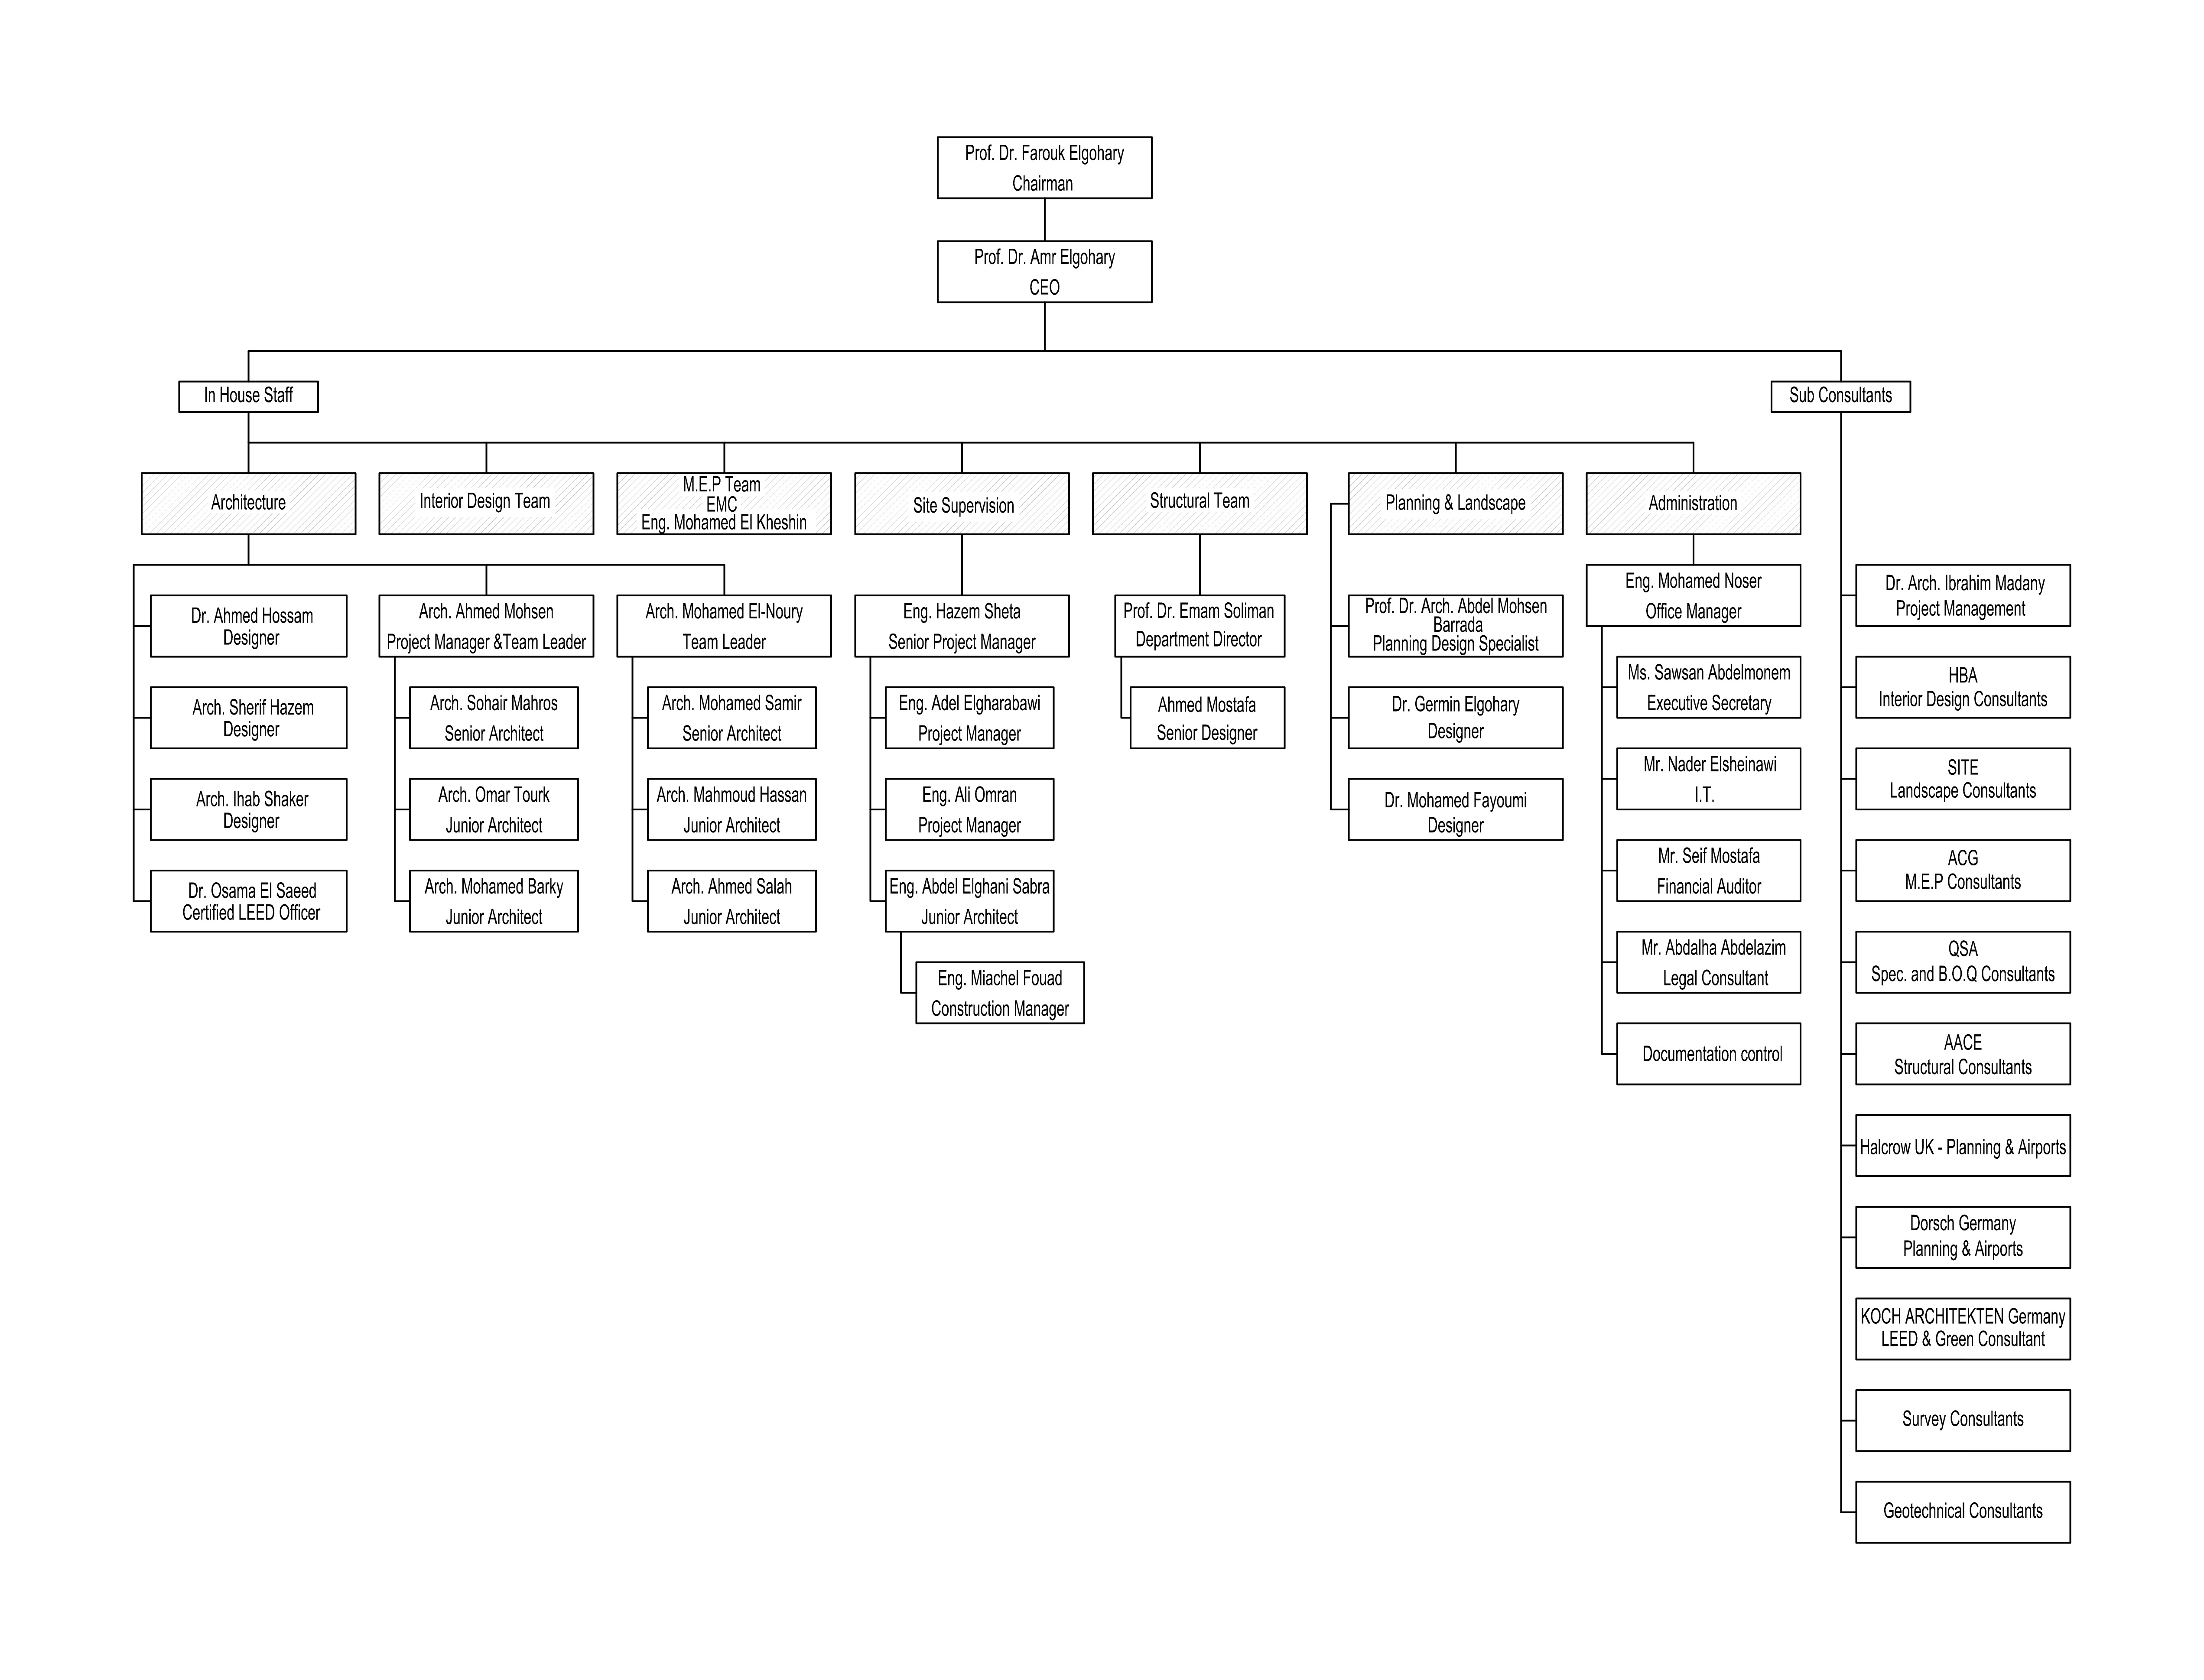 Prof. Dr. Farouk Elgohary
Chairman
Prof. Dr. Amr Elgohary
CEO
In House Staff
Sub Consultants
Architecture
Interior Design Team
M.E.P Team
EMC
Eng. Mohamed El Kheshin
Site Supervision
Structural Team
Planning & Landscape
Administration
Dr. Ahmed Hossam
Designer
Arch. Sherif Hazem
Designer
Arch. Ihab Shaker
Designer
Dr. Osama El Saeed
Certified LEED Officer
Arch. Ahmed Mohsen
Project Manager &Team Leader
Arch. Sohair Mahros
Senior Architect
Arch. Omar Tourk
Junior Architect
Arch. Mohamed Barky
Junior Architect
Arch. Mohamed El-Noury
Team Leader
Arch. Mohamed Samir
Senior Architect
Arch. Mahmoud Hassan
Junior Architect
Arch. Ahmed Salah
Junior Architect
Eng. Hazem Sheta
Senior Project Manager
Eng. Adel Elgharabawi
Project Manager
Eng. Ali Omran
Project Manager
Eng. Abdel Elghani Sabra
Junior Architect
Eng. Miachel Fouad
Construction Manager
Prof. Dr. Emam Soliman
Department Director
Ahmed Mostafa
Senior Designer
Prof. Dr. Arch. Abdel Mohsen
Barrada
Planning Design Specialist
Dr. Germin Elgohary
Designer
Dr. Mohamed Fayoumi
Designer
Eng. Mohamed Noser
Office Manager
Ms. Sawsan Abdelmonem
Executive Secretary
Mr. Nader Elsheinawi
I.T.
Mr. Seif Mostafa
Financial Auditor
Mr. Abdalha Abdelazim
Legal Consultant
Documentation control
Dr. Arch. Ibrahim Madany
Project Management
HBA
Interior Design Consultants
SITE
Landscape Consultants
ACG
M.E.P Consultants
QSA
Spec. and B.O.Q Consultants
AACE
Structural Consultants
Halcrow UK - Planning & Airports
Dorsch Germany
Planning & Airports
KOCH ARCHITEKTEN Germany
LEED & Green Consultant
Survey Consultants
Geotechnical Consultants